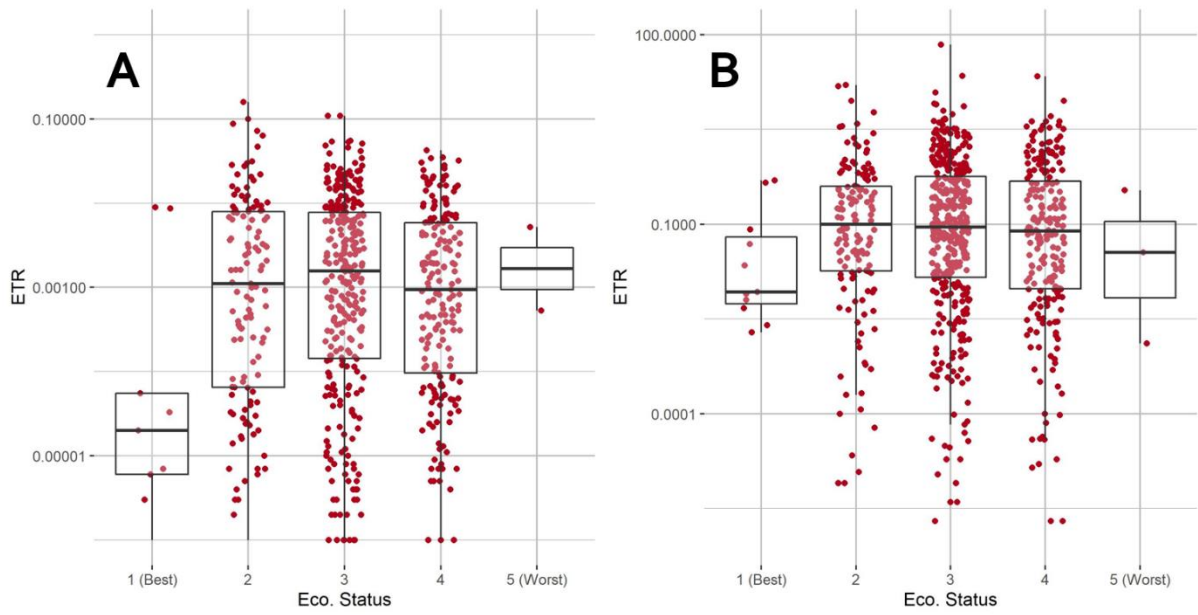 A
ETR
0.10000
0.00100
0.00001
1 (Best)
2
3
4
5 (Worst)
Eco. Status
B
ETR
100.0000
0.1000
0.0001
1 (Best)
2
3
4
5 (Worst)
Eco. Status